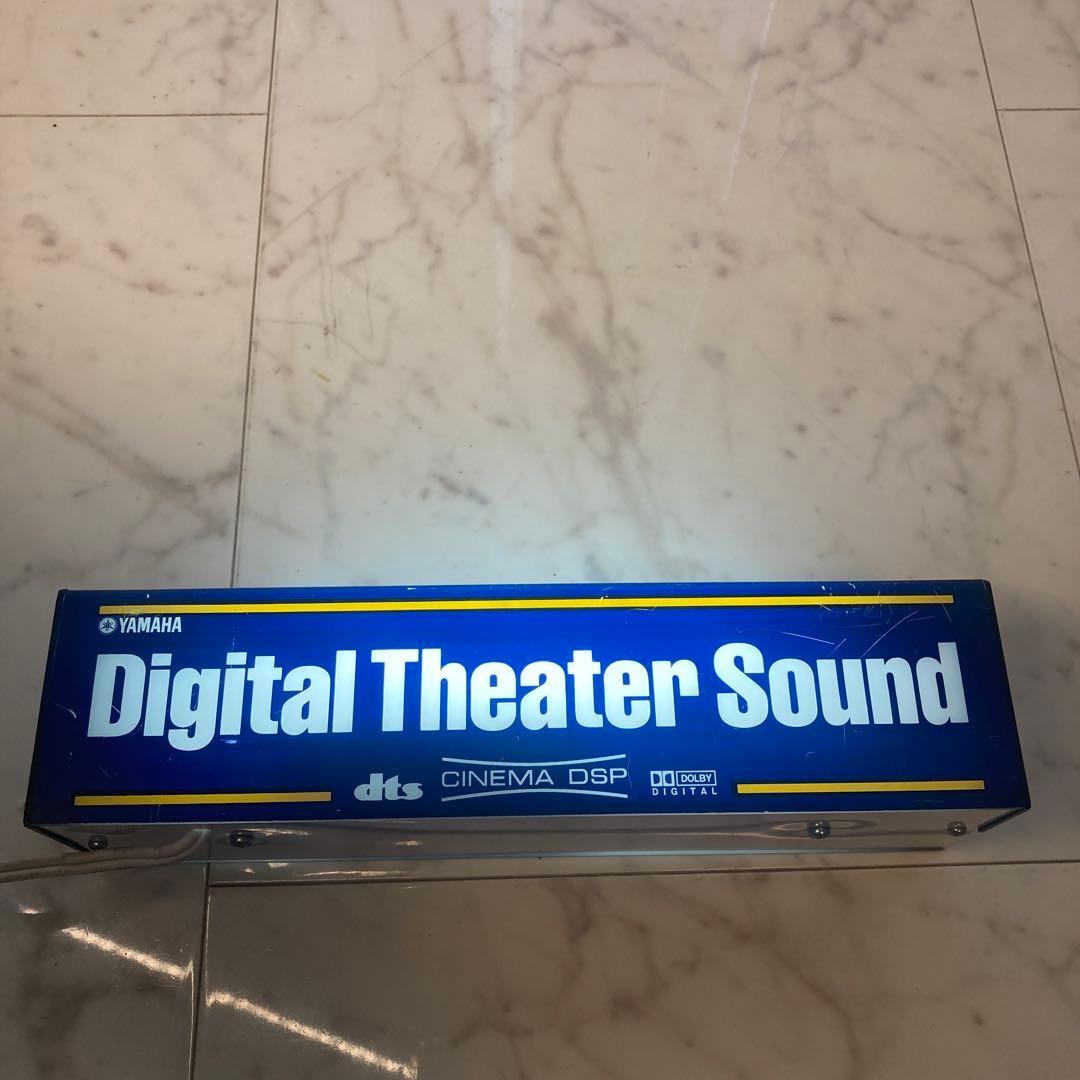 YAMAHA
Digital Theater Sound
dts CINEMA DSP DOLBY
DIGITAL